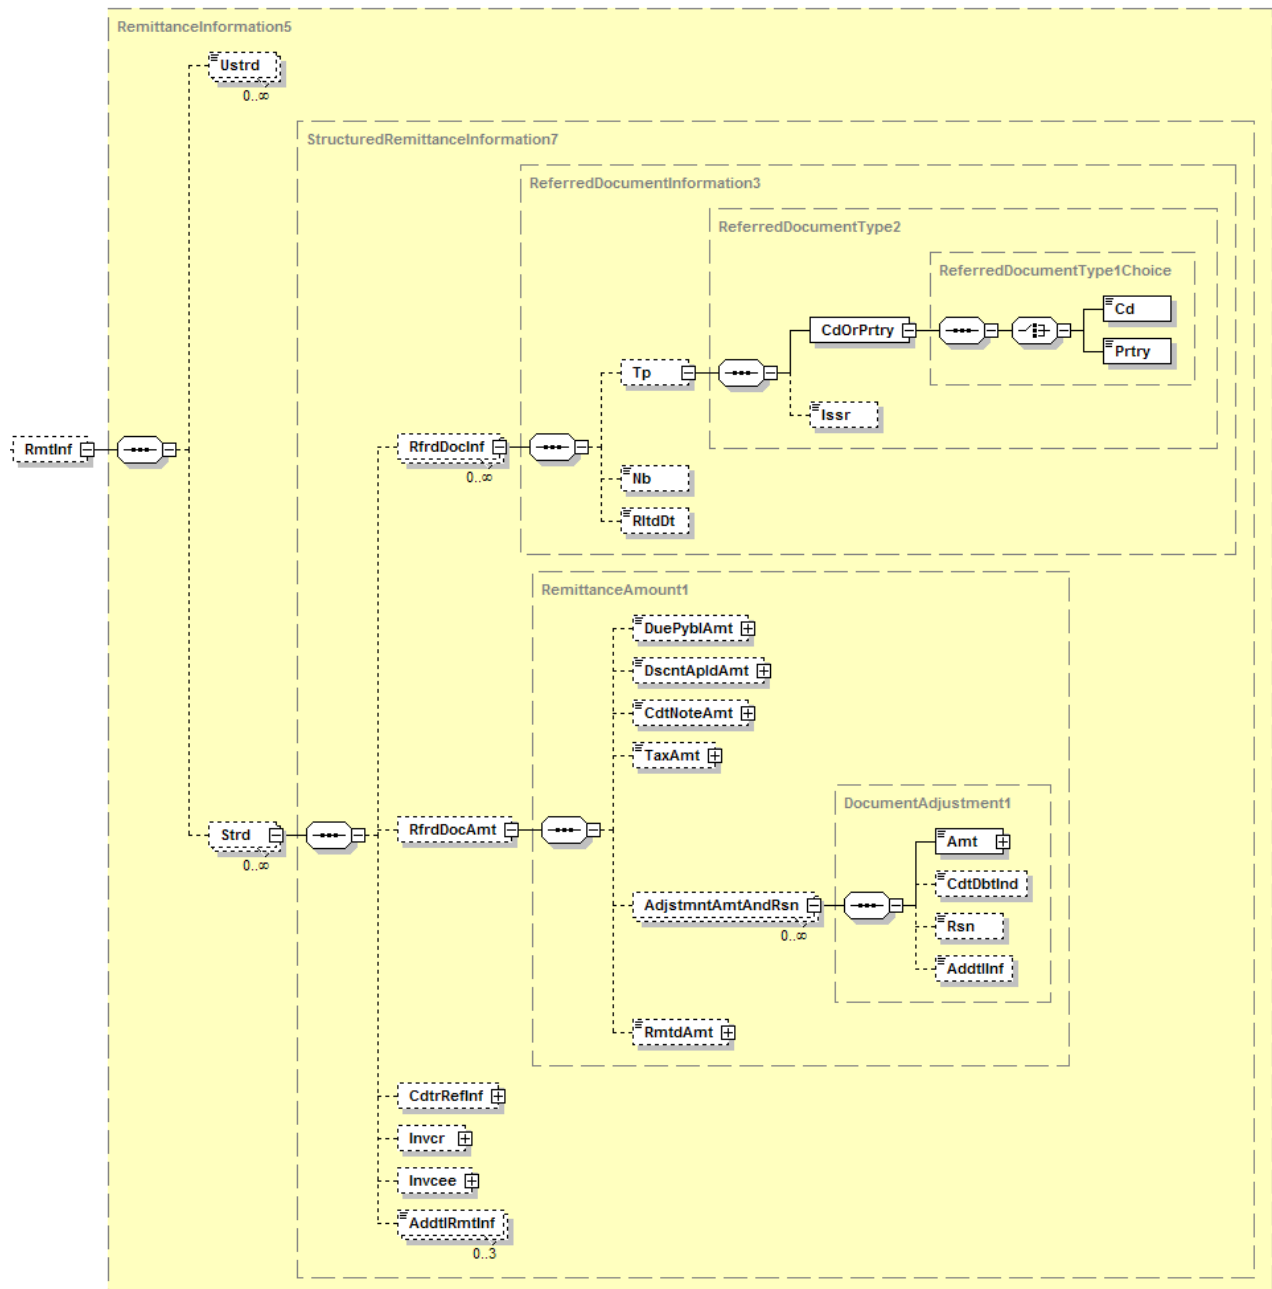 RemittanceInformation5
Ustrd
0..∞
StructuredRemittanceInformation7
ReferredDocumentInformation3
ReferredDocumentType2
ReferredDocumentType1Choice
Cd
CdOrPrtry
Prtry
Tp
Issr
RfrdDocInf
RmtInf
0..∞
Nb
RltdDt
RemittanceAmount1
DuePyblAmt
DscntApldAmt
CdtNoteAmt
TaxAmt
DocumentAdjustment1
Strd
0..∞
RfrdDocAmt
Amt
CdtDbtInd
AdjstmntAmtAndRsn
0..∞
Rsn
AddtlInf
RmtdAmt
CdtrRefInf
Invcr
Invcee
AddtlRmtInf
0..3